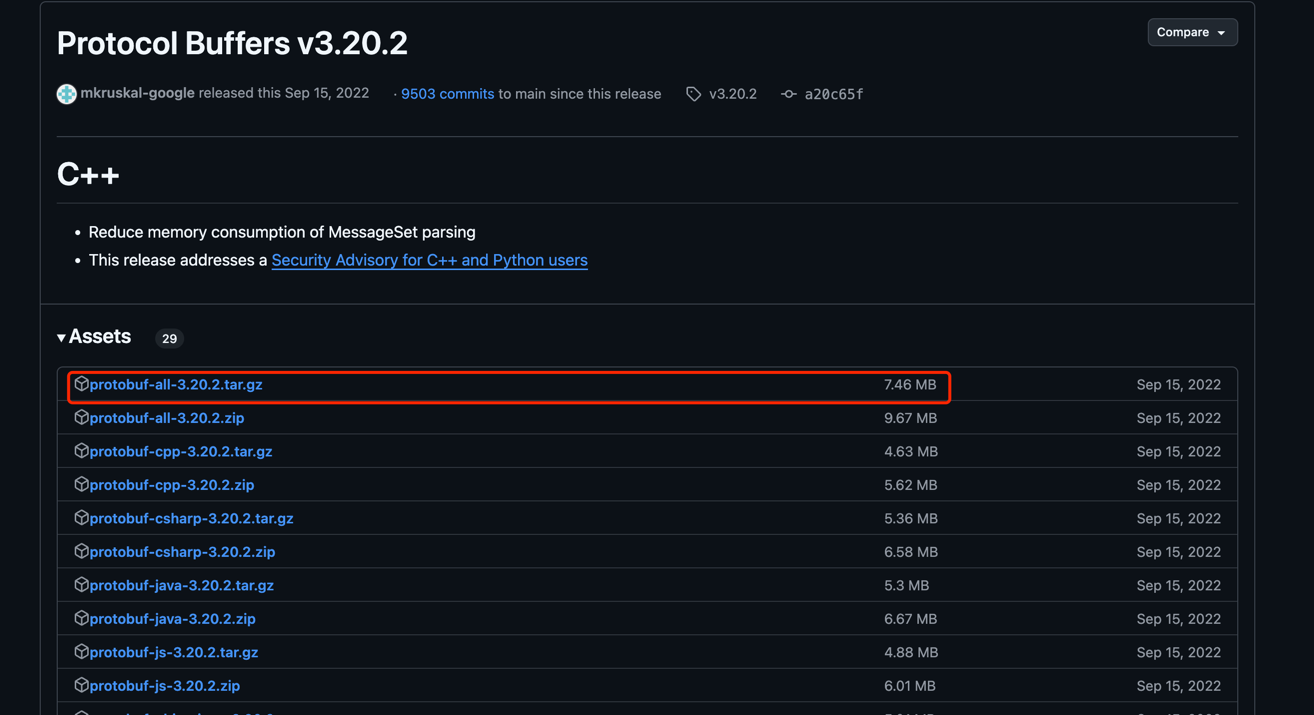 Protocol Buffers v3.20.2
Compare
mkruskal-google released this Sep 15, 2022 · 9503 commits to main since this release v3.20.2 a20c65f
C++
• Reduce memory consumption of MessageSet parsing
• This release addresses a Security Advisory for C++ and Python users
Assets 29
protobuf-all-3.20.2.tar.gz 7.46 MB Sep 15, 2022
protobuf-all-3.20.2.zip 9.67 MB Sep 15, 2022
protobuf-cpp-3.20.2.tar.gz 4.63 MB Sep 15, 2022
protobuf-cpp-3.20.2.zip 5.62 MB Sep 15, 2022
protobuf-csharp-3.20.2.tar.gz 5.36 MB Sep 15, 2022
protobuf-csharp-3.20.2.zip 6.58 MB Sep 15, 2022
protobuf-java-3.20.2.tar.gz 5.3 MB Sep 15, 2022
protobuf-java-3.20.2.zip 6.67 MB Sep 15, 2022
protobuf-js-3.20.2.tar.gz 4.88 MB Sep 15, 2022
protobuf-js-3.20.2.zip 6.01 MB Sep 15, 2022